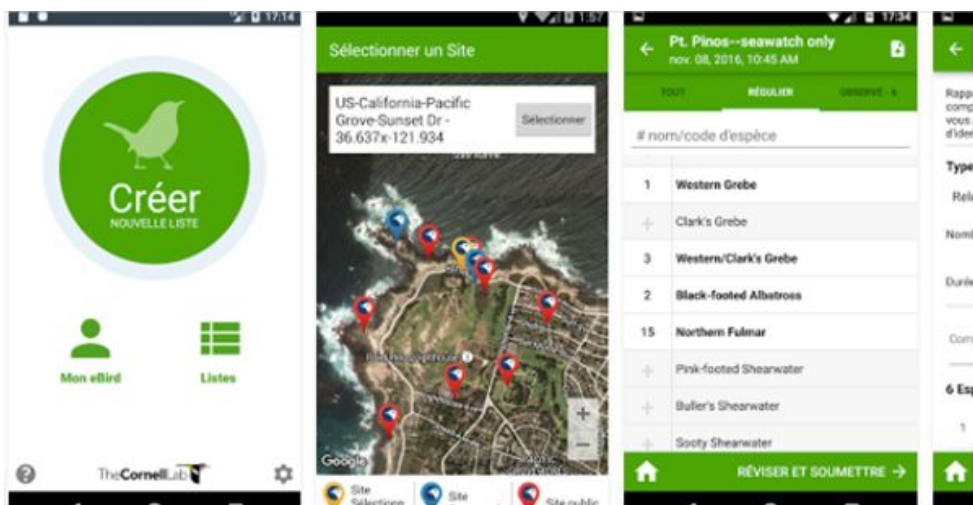 17:14
Créer
NOUVELLE LISTE
Mon eBird
Listes
TheCornellLab
1:57
Sélectionner un Site
US-California-Pacific
Grove-Sunset Dr -
36.637x-121.934
Sélectionner
Google
Site
Site
Site public
17:34
Pt. Pinos--seawatch only
nov. 08, 2016, 10:45 AM
TOUT
RÉGULIER
OBSERVÉ - 6
# nom/code d'espèce
1 Western Grebe
+ Clark's Grebe
3 Western/Clark's Grebe
2 Black-footed Albatross
15 Northern Fulmar
+ Pink-footed Shearwater
+ Buller's Shearwater
+ Sooty Shearwater
RÉVISER ET SOUMETTRE →
Rapp
comp
vous
d'iden
Type
Rel
Nomb
Durée
Com
6 Esp
1